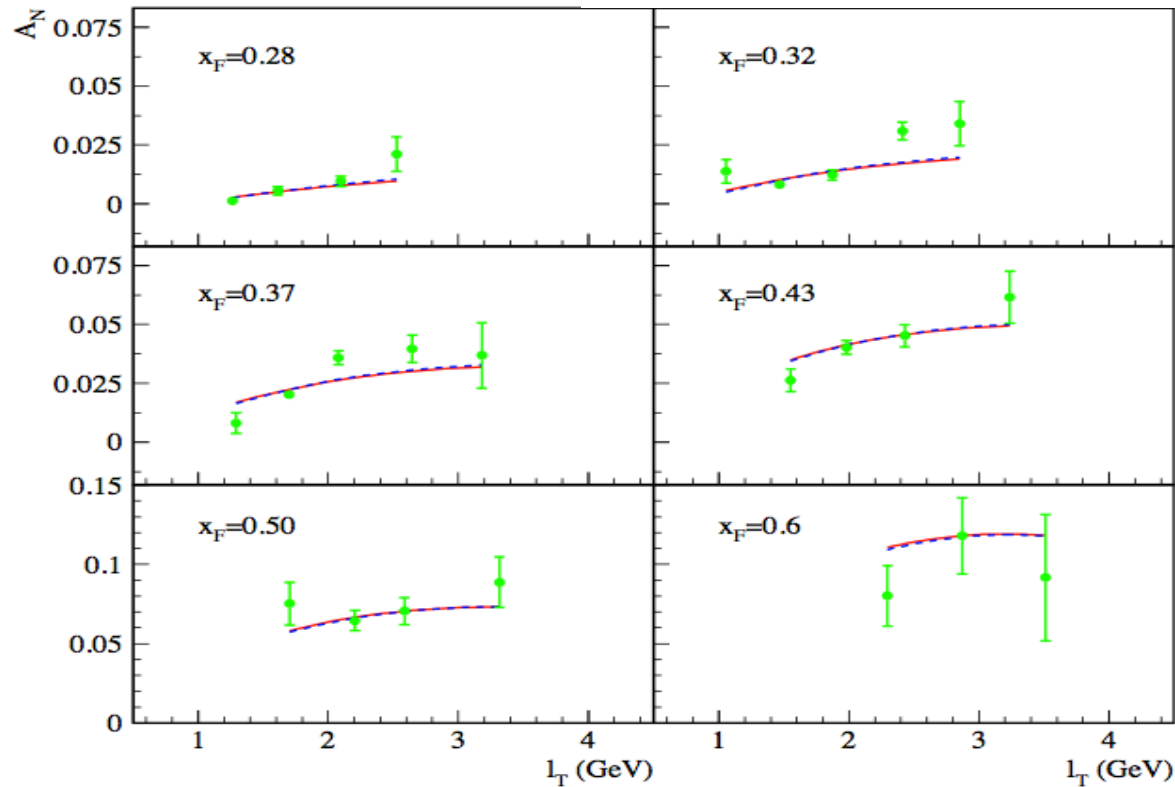 A_N
0.075
0.05
0.025
0
x_F=0.28
x_F=0.32
0.075
0.05
0.025
0
x_F=0.37
x_F=0.43
0.15
0.1
0.05
0
x_F=0.50
x_F=0.6
1 2 3 4
1 2 3 4
l_T (GeV)
l_T (GeV)